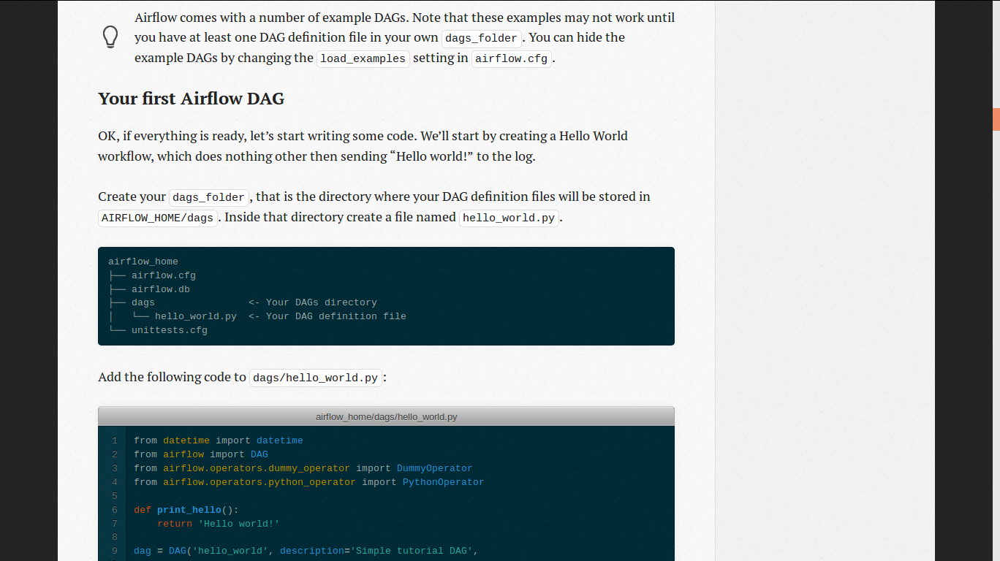 Airflow comes with a number of example DAGs. Note that these examples may not work until
you have at least one DAG definition file in your own dags_folder. You can hide the
example DAGs by changing the load_examples setting in airflow.cfg.
Your first Airflow DAG
OK, if everything is ready, let’s start writing some code. We’ll start by creating a Hello World
workflow, which does nothing other then sending “Hello world!” to the log.
Create your dags_folder, that is the directory where your DAG definition files will be stored in
AIRFLOW_HOME/dags. Inside that directory create a file named hello_world.py.
airflow_home
├── airflow.cfg
├── airflow.db
├── dags                <- Your DAGs directory
│   └── hello_world.py  <- Your DAG definition file
└── unittests.cfg
Add the following code to dags/hello_world.py:
airflow_home/dags/hello_world.py
1 from datetime import datetime
2 from airflow import DAG
3 from airflow.operators.dummy_operator import DummyOperator
4 from airflow.operators.python_operator import PythonOperator
5
6 def print_hello():
7     return 'Hello world!'
8
9 dag = DAG('hello_world', description='Simple tutorial DAG',